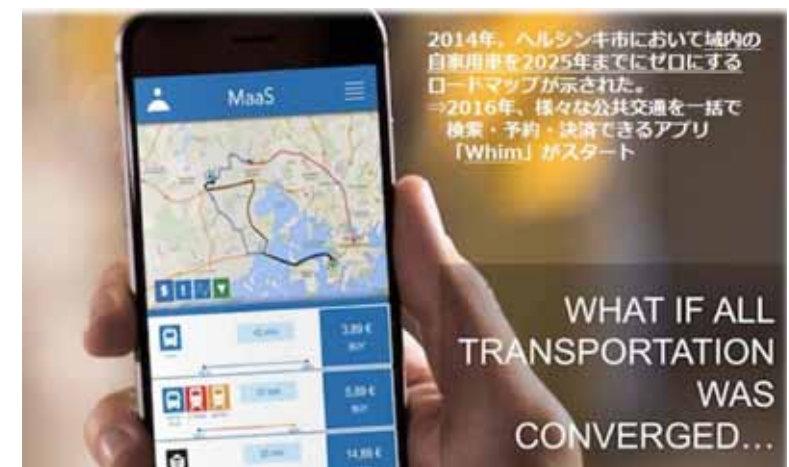 2014年、ヘルシンキ市において域内の
自家用車を2025年までにゼロにする
ロードマップが示された。
⇒2016年、様々な公共交通を一括で
検索・予約・決済できるアプリ
「Whim」がスタート
MaaS
3,89 €
BUY
5,89 €
BUY
14,88 €
WHAT IF ALL
TRANSPORTATION
WAS
CONVERGED...